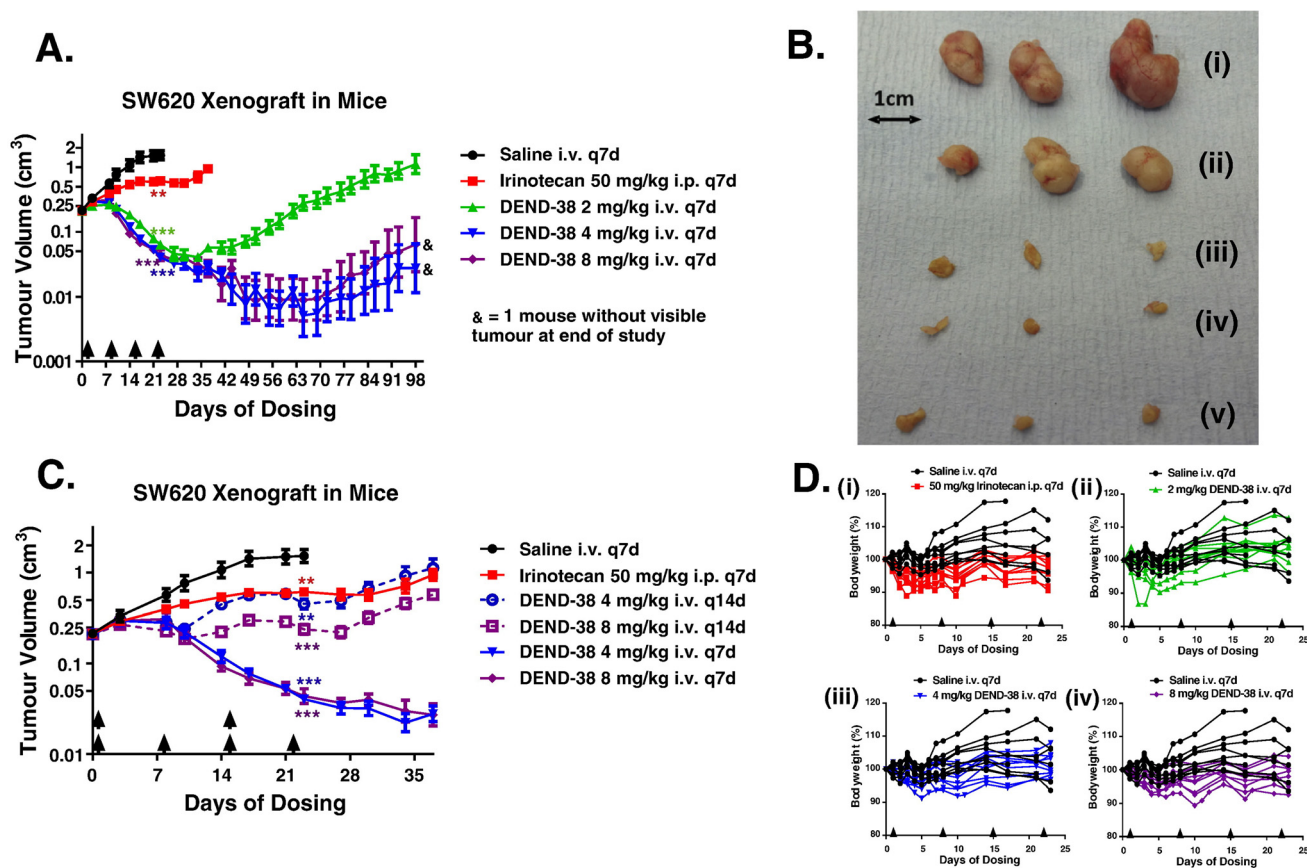 A.
SW620 Xenograft in Mice
Tumour Volume (cm³)
2
1
0.5
0.25
0.1
0.05
0.01
0.001
0 7 14 21 28 35 42 49 56 63 70 77 84 91 98
Days of Dosing
**
***
***
***
&
&
Saline i.v. q7d
Irinotecan 50 mg/kg i.p. q7d
DEND-38 2 mg/kg i.v. q7d
DEND-38 4 mg/kg i.v. q7d
DEND-38 8 mg/kg i.v. q7d
& = 1 mouse without visible
tumour at end of study
B.
1cm
(i)
(ii)
(iii)
(iv)
(v)
C.
SW620 Xenograft in Mice
Tumour Volume (cm³)
2
1
0.5
0.25
0.1
0.05
0.01
0 7 14 21 28 35
Days of Dosing
**
**
***
***
***
Saline i.v. q7d
Irinotecan 50 mg/kg i.p. q7d
DEND-38 4 mg/kg i.v. q14d
DEND-38 8 mg/kg i.v. q14d
DEND-38 4 mg/kg i.v. q7d
DEND-38 8 mg/kg i.v. q7d
D.
(i)
Saline i.v. q7d
50 mg/kg Irinotecan i.p. q7d
Bodyweight (%)
120
110
100
90
80
0 5 10 15 20 25
Days of Dosing
(ii)
Saline i.v. q7d
2 mg/kg DEND-38 i.v. q7d
Bodyweight (%)
120
110
100
90
80
0 5 10 15 20 25
Days of Dosing
(iii)
Saline i.v. q7d
4 mg/kg DEND-38 i.v. q7d
Bodyweight (%)
120
110
100
90
80
0 5 10 15 20 25
Days of Dosing
(iv)
Saline i.v. q7d
8 mg/kg DEND-38 i.v. q7d
Bodyweight (%)
120
110
100
90
80
0 5 10 15 20 25
Days of Dosing